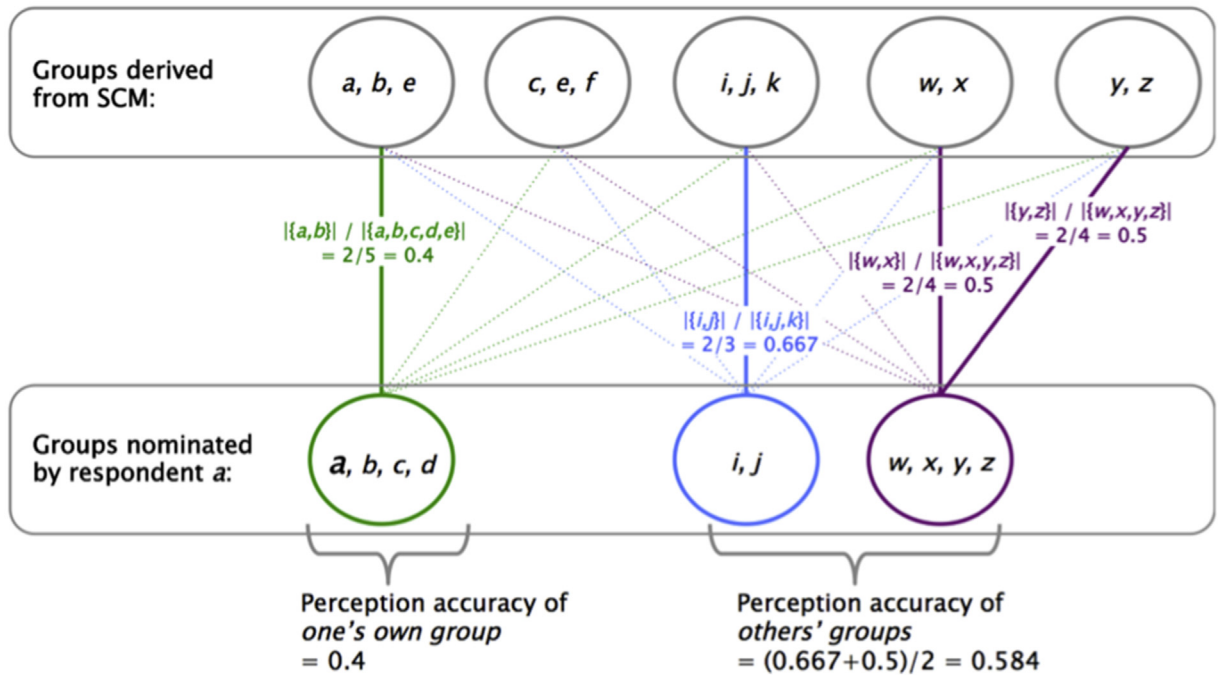 Groups derived
from SCM:
a, b, e
c, e, f
i, j, k
w, x
y, z
|{a,b}| / |{a,b,c,d,e}|
= 2/5 = 0.4
|{i,j}| / |{i,j,k}|
= 2/3 = 0.667
|{w,x}| / |{w,x,y,z}|
= 2/4 = 0.5
|{y,z}| / |{w,x,y,z}|
= 2/4 = 0.5
Groups nominated
by respondent a:
a, b, c, d
i, j
w, x, y, z
Perception accuracy of
one's own group
= 0.4
Perception accuracy of
others' groups
= (0.667+0.5)/2 = 0.584